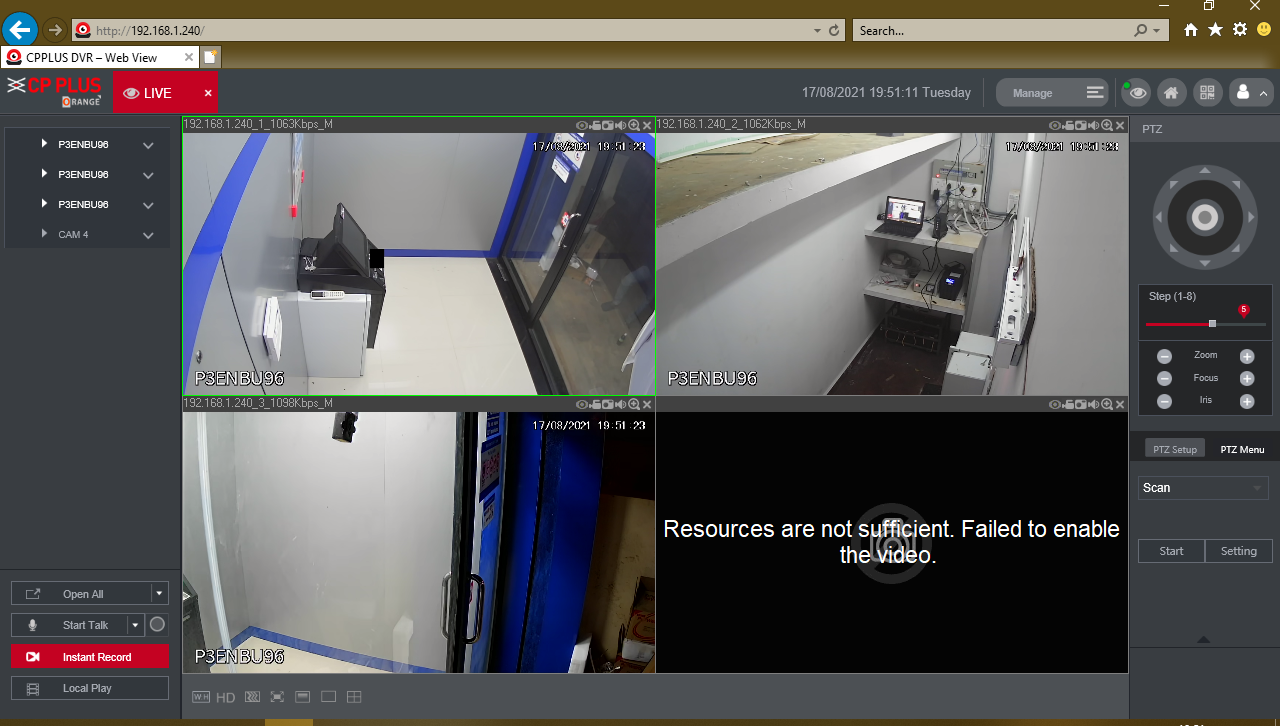 http://192.168.1.240/
Search...
CPPLUS DVR – Web View
CP PLUS
ORANGE
LIVE
17/08/2021 19:51:11 Tuesday
Manage
P3ENBU96
P3ENBU96
P3ENBU96
CAM 4
192.168.1.240_1_1063Kbps_M
17/08/2021 19:51:23
P3ENBU96
192.168.1.240_2_1062Kbps_M
17/08/2021 19:51:23
P3ENBU96
192.168.1.240_3_1098Kbps_M
17/08/2021 19:51:23
P3ENBU96
Resources are not sufficient. Failed to enable
the video.
PTZ
Step (1-8)
5
Zoom
Focus
Iris
PTZ Setup
PTZ Menu
Scan
Start
Setting
Open All
Start Talk
Instant Record
Local Play
W:H
HD